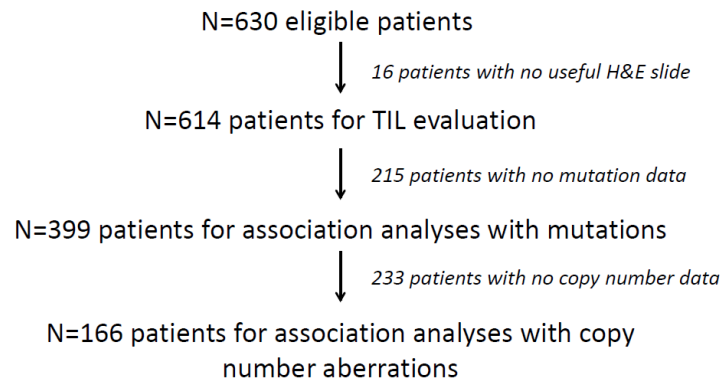 N=630 eligible patients
16 patients with no useful H&E slide
N=614 patients for TIL evaluation
215 patients with no mutation data
N=399 patients for association analyses with mutations
233 patients with no copy number data
N=166 patients for association analyses with copy
number aberrations